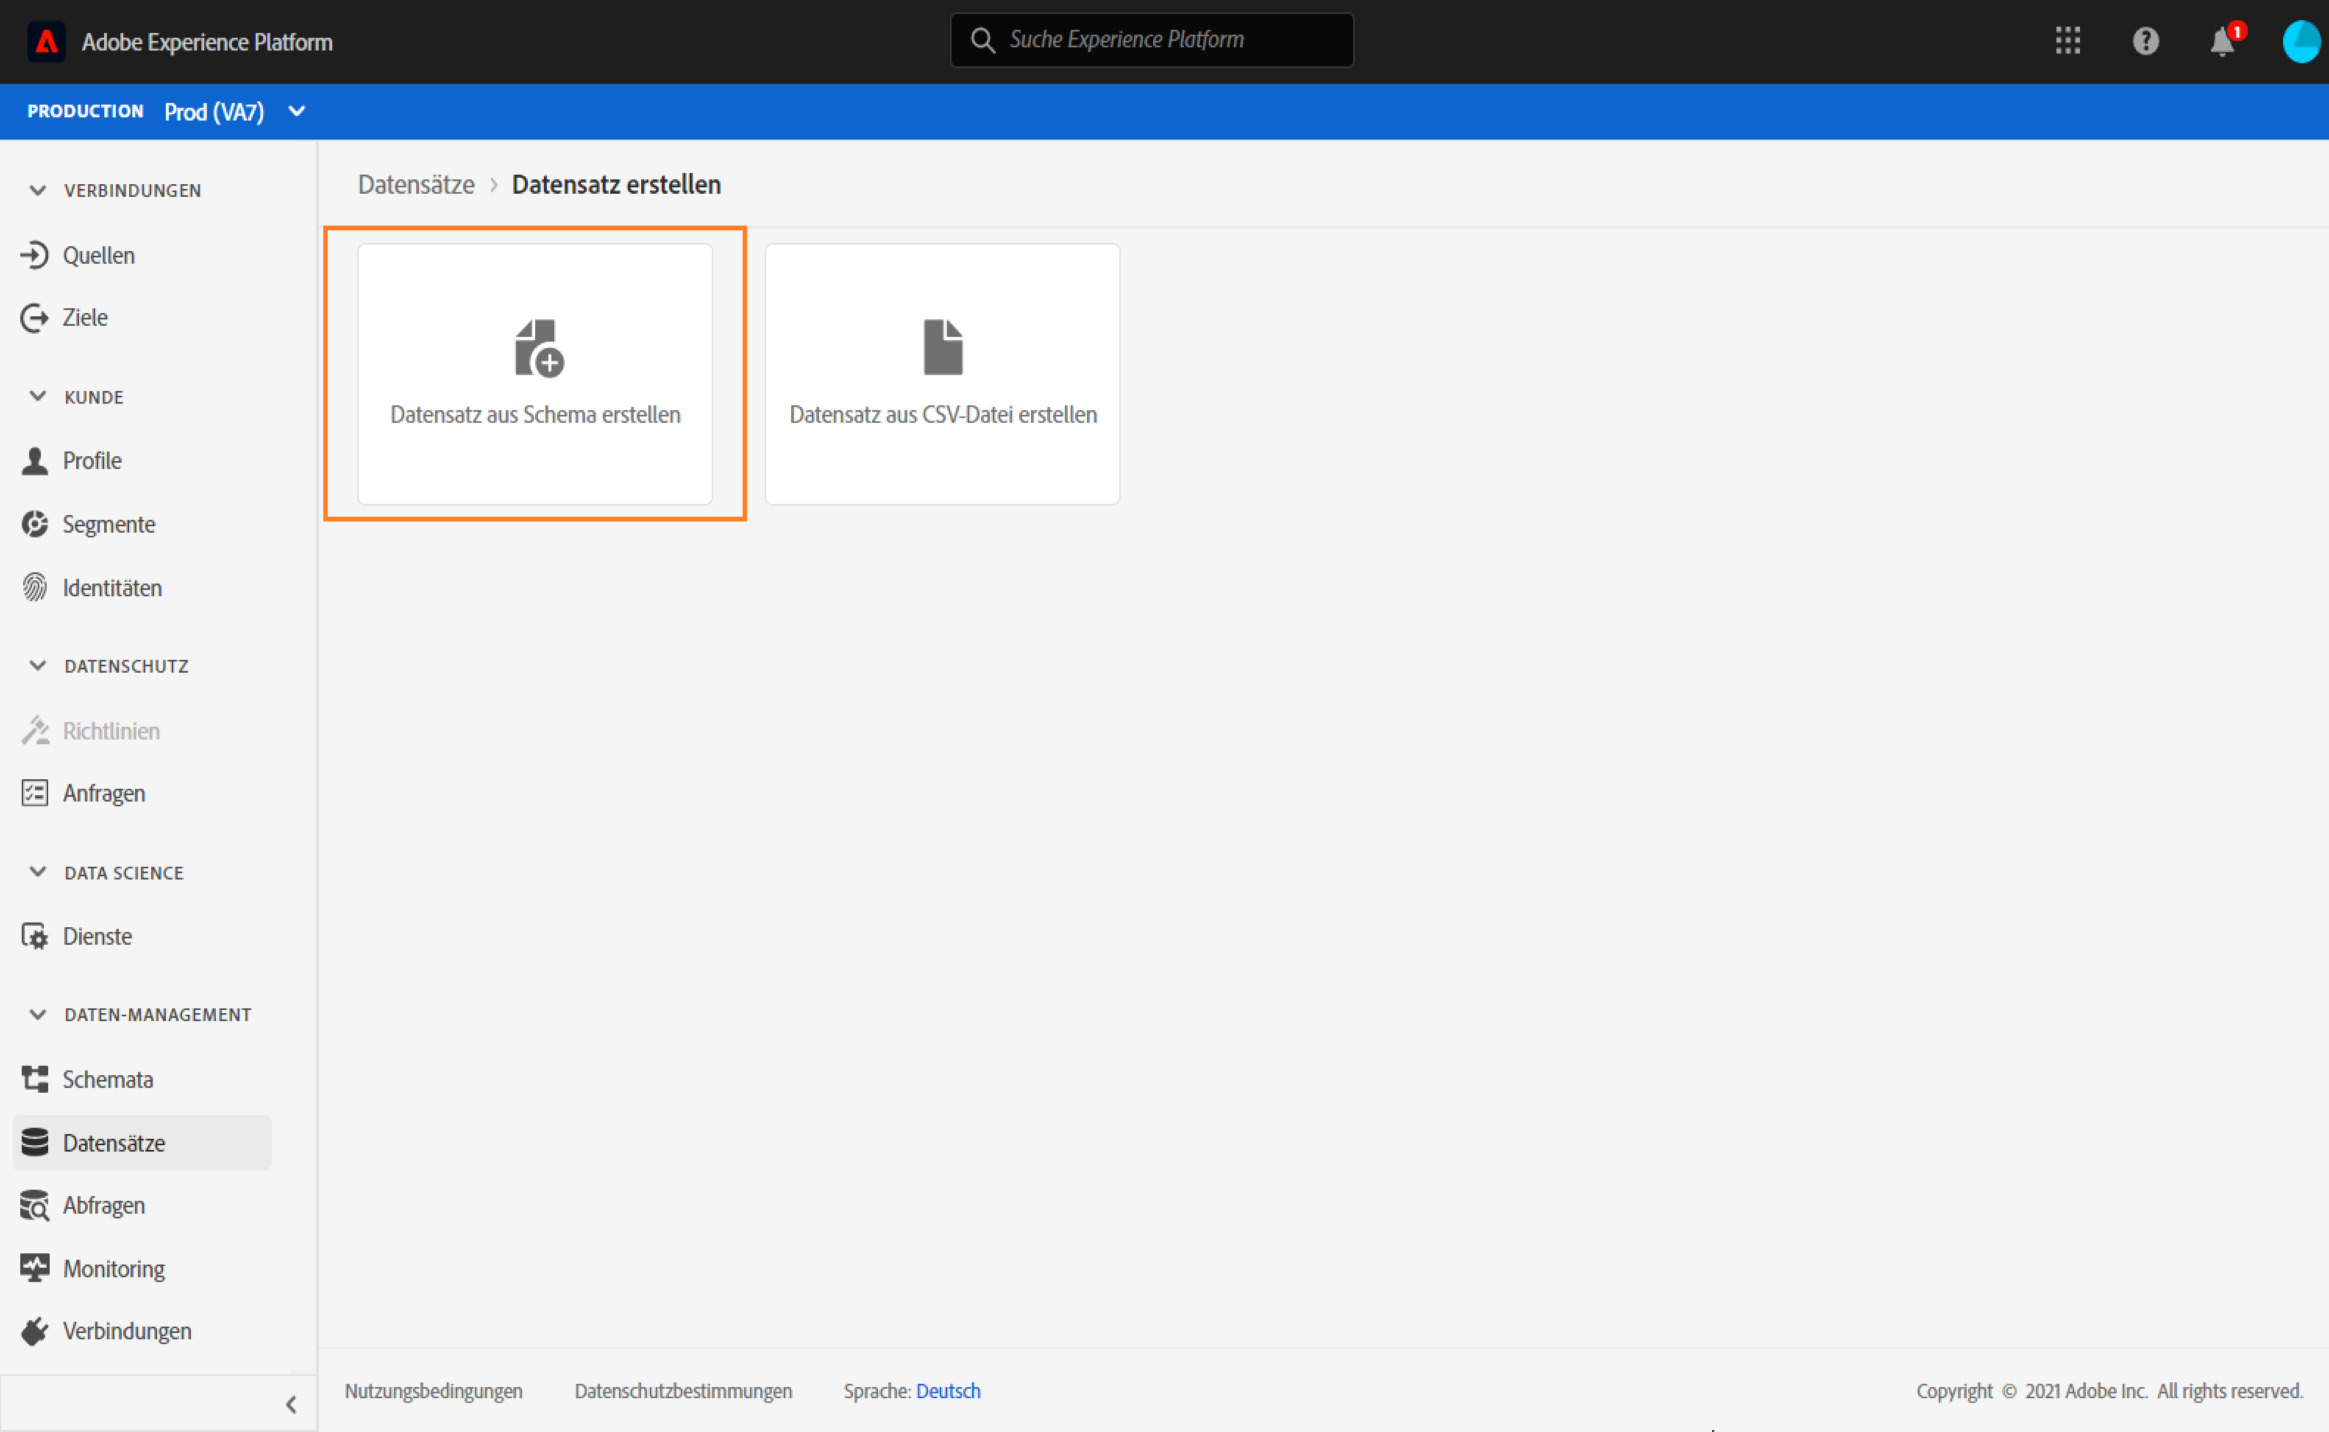 Adobe Experience Platform
Suche Experience Platform
1
PRODUCTION Prod (VA7)
VERBINDUNGEN
Quellen
Ziele
KUNDE
Profile
Segmente
Identitäten
DATENSCHUTZ
Richtlinien
Anfragen
DATA SCIENCE
Dienste
DATEN-MANAGEMENT
Schemata
Datensätze
Abfragen
Monitoring
Verbindungen
Datensätze > Datensatz erstellen
Datensatz aus Schema erstellen
Datensatz aus CSV-Datei erstellen
Nutzungsbedingungen Datenschutzbestimmungen Sprache: Deutsch
Copyright © 2021 Adobe Inc. All rights reserved.